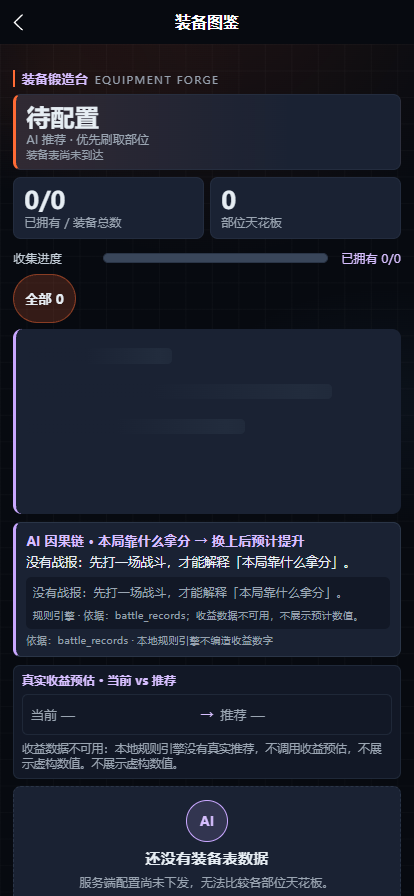 装备图鉴
装备锻造台 EQUIPMENT FORGE
待配置
AI 推荐 · 优先刷取部位
装备表尚未到达
0/0
已拥有 / 装备总数
0
部位天花板
收集进度
已拥有 0/0
全部 0
AI 因果链 • 本局靠什么拿分 → 换上后预计提升
没有战报：先打一场战斗，才能解释「本局靠什么拿分」。
没有战报：先打一场战斗，才能解释「本局靠什么拿分」。
规则引擎 · 依据：battle_records；收益数据不可用，不展示预计数值。
依据：battle_records · 本地规则引擎不编造收益数字
真实收益预估 • 当前 vs 推荐
当前 — → 推荐 —
收益数据不可用：本地规则引擎没有真实推荐，不调用收益预估，不展
示虚构数值。不展示虚构数值。
AI
还没有装备表数据
服务端配置尚未下发，无法比较各部位天花板。